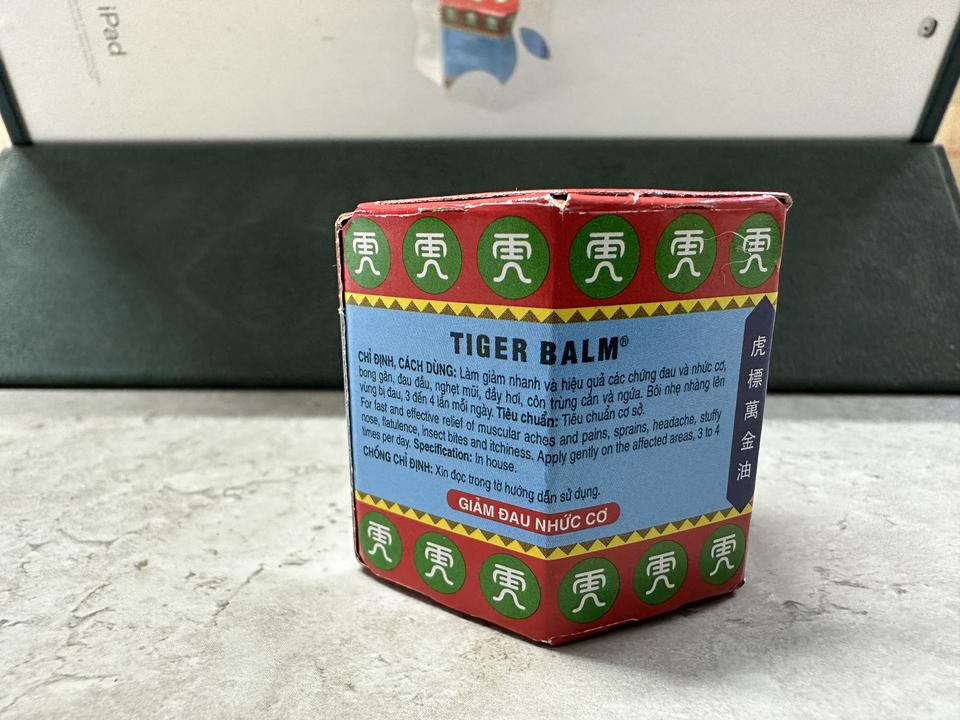 iPad
TIGER BALM®
CHỈ ĐỊNH, CÁCH DÙNG: Làm giảm nhanh và hiệu quả các chứng đau và nhức cơ,
bong gân, đau đầu, nghẹt mũi, đầy hơi, côn trùng cắn và ngứa. Bôi nhẹ nhàng lên
vùng bị đau, 3 đến 4 lần mỗi ngày. Tiêu chuẩn: Tiêu chuẩn cơ sở.
For fast and effective relief of muscular aches and pains, sprains, headache, stuffy
nose, flatulence, insect bites and itchiness. Apply gently on the affected areas, 3 to 4
times per day. Specification: In house.
CHỐNG CHỈ ĐỊNH: Xin đọc trong tờ hướng dẫn sử dụng.
GIẢM ĐAU NHỨC CƠ
虎標萬金油